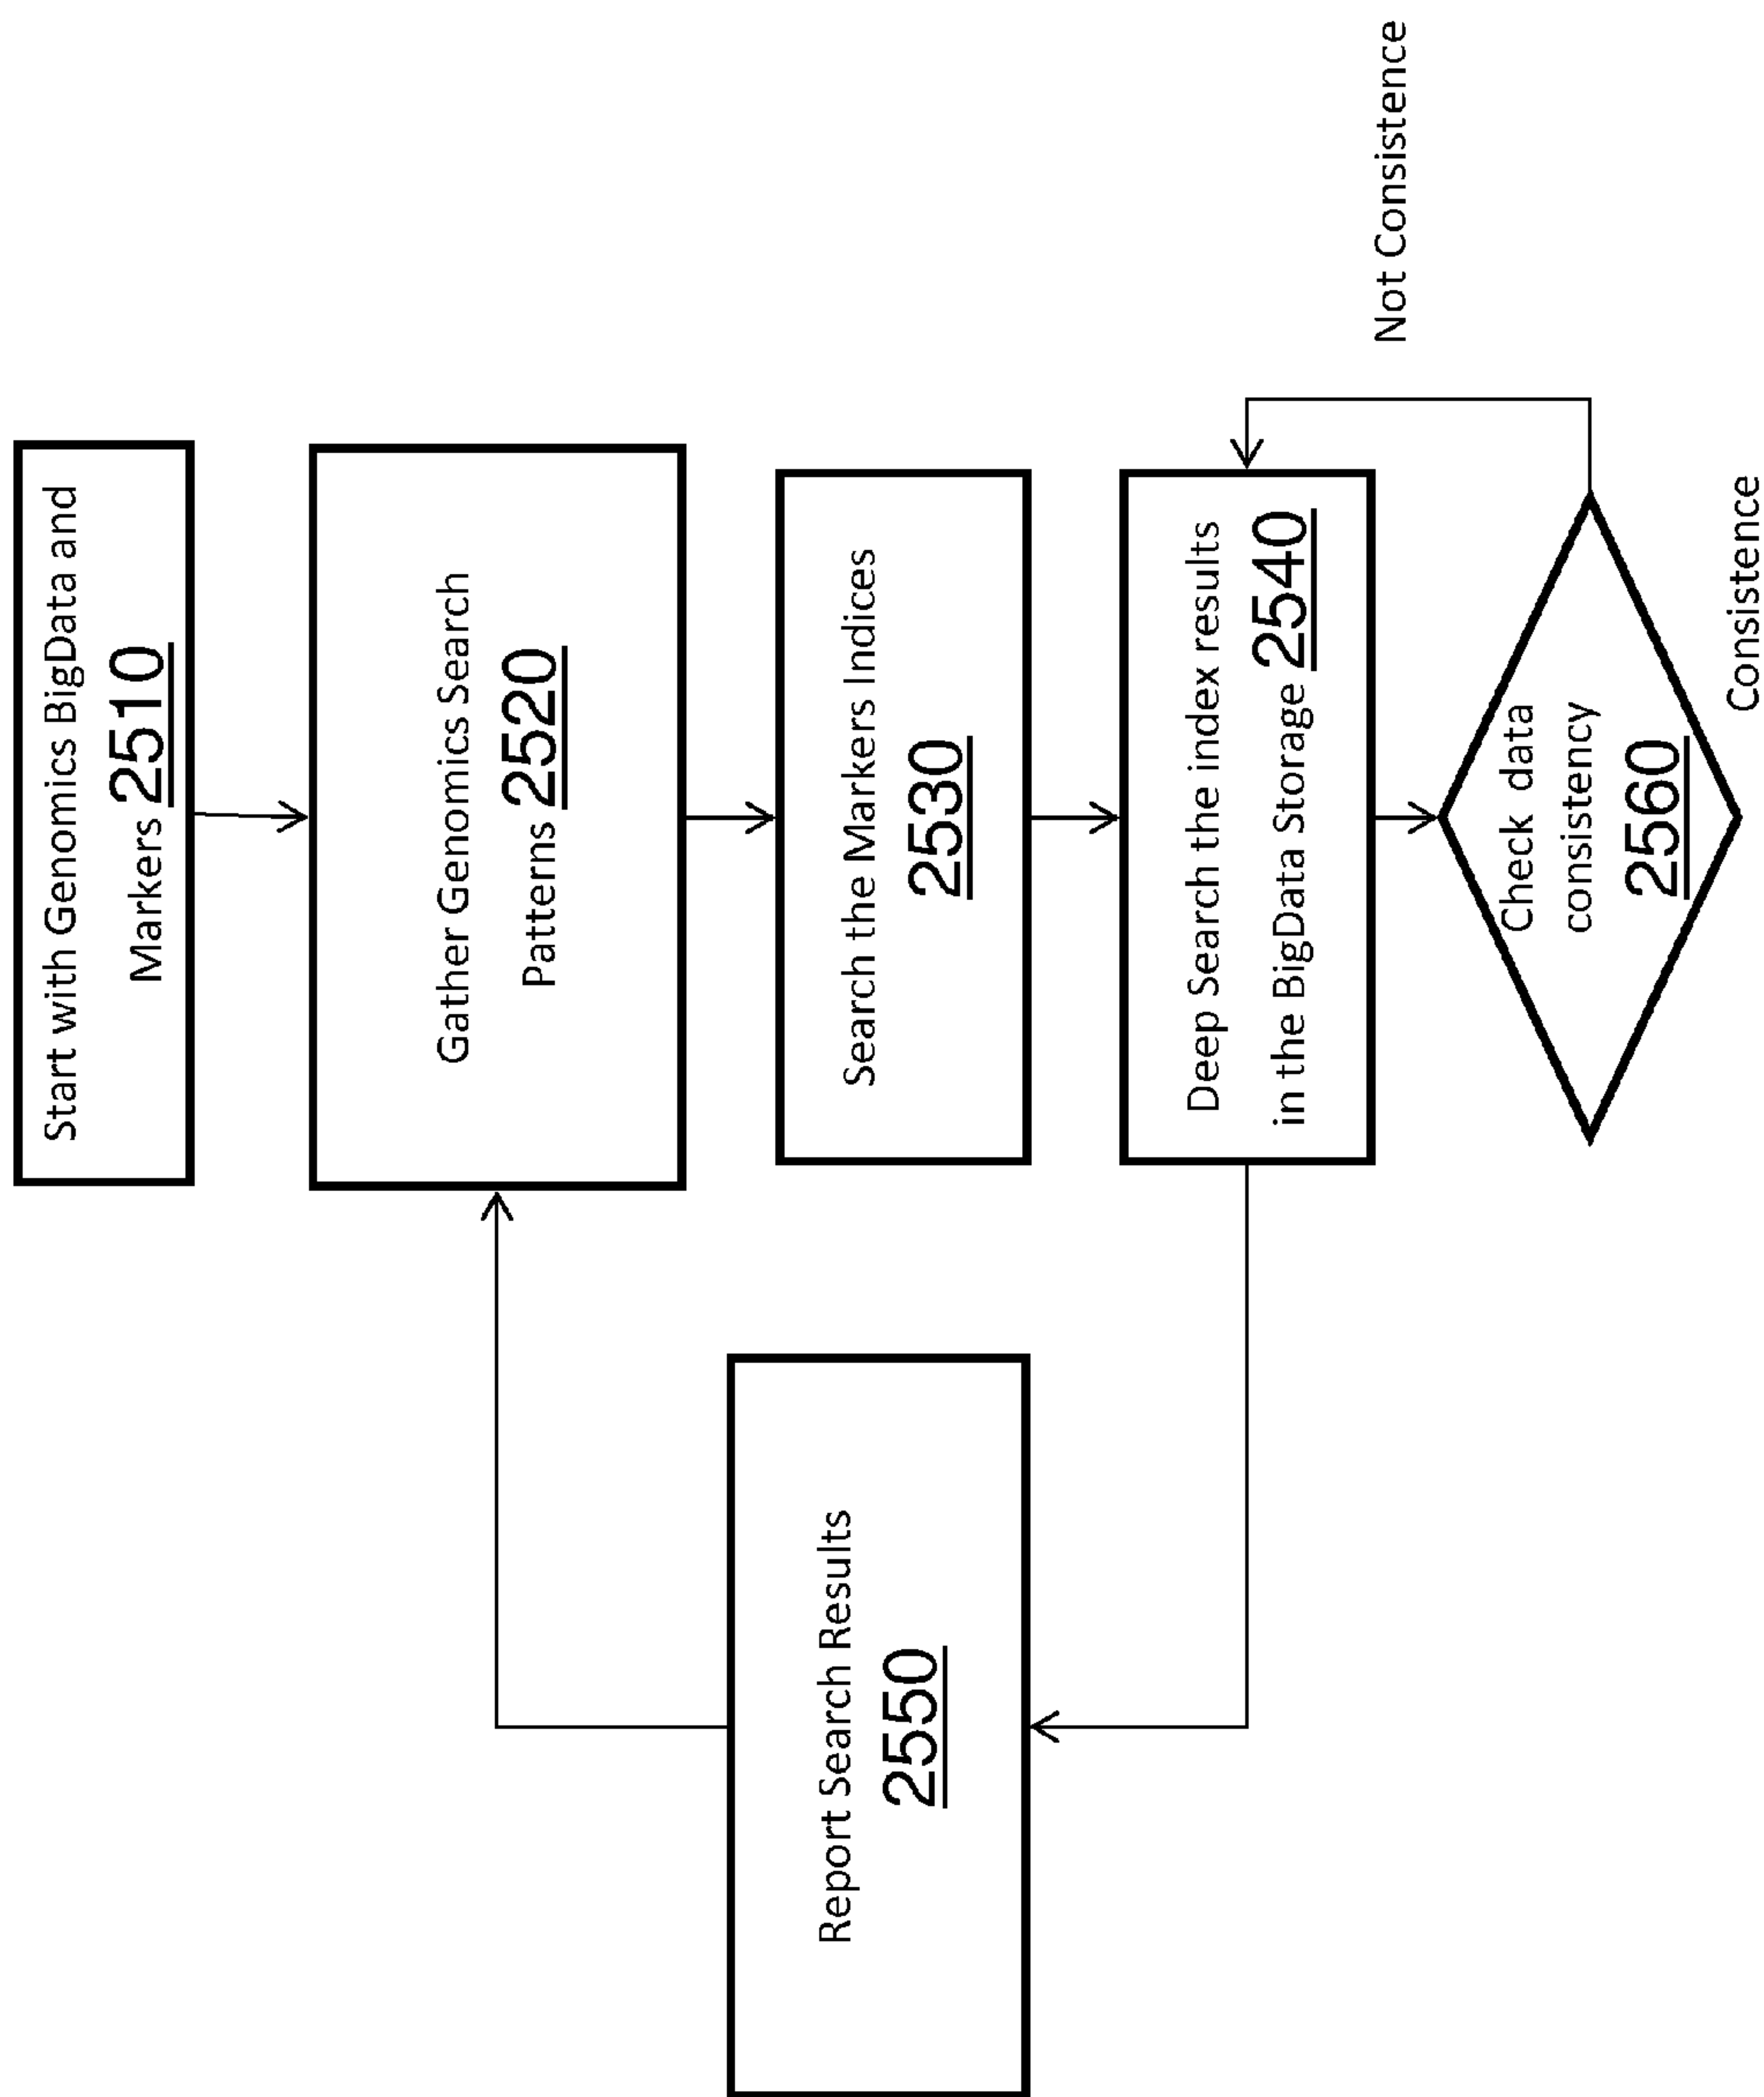 Start with Genomics BigData and
Markers 2510
Gather Genomics Search
Patterns 2520
Search the Markers Indices
2530
Deep Search the index results
in the BigData Storage 2540
Not Consistence
Check data
consistency
2560
Consistence
Report Search Results
2550